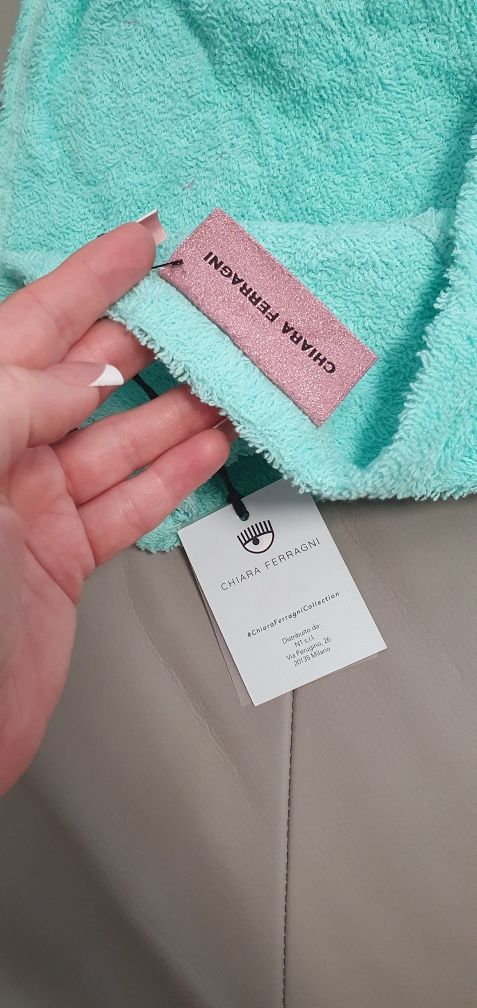 CHIARA FERRAGNI
CHIARA FERRAGNI
#ChiaraFerragniCollection
Distribuito da:
N1 s.r.l.
Via Perugino, 26
20135 Milano